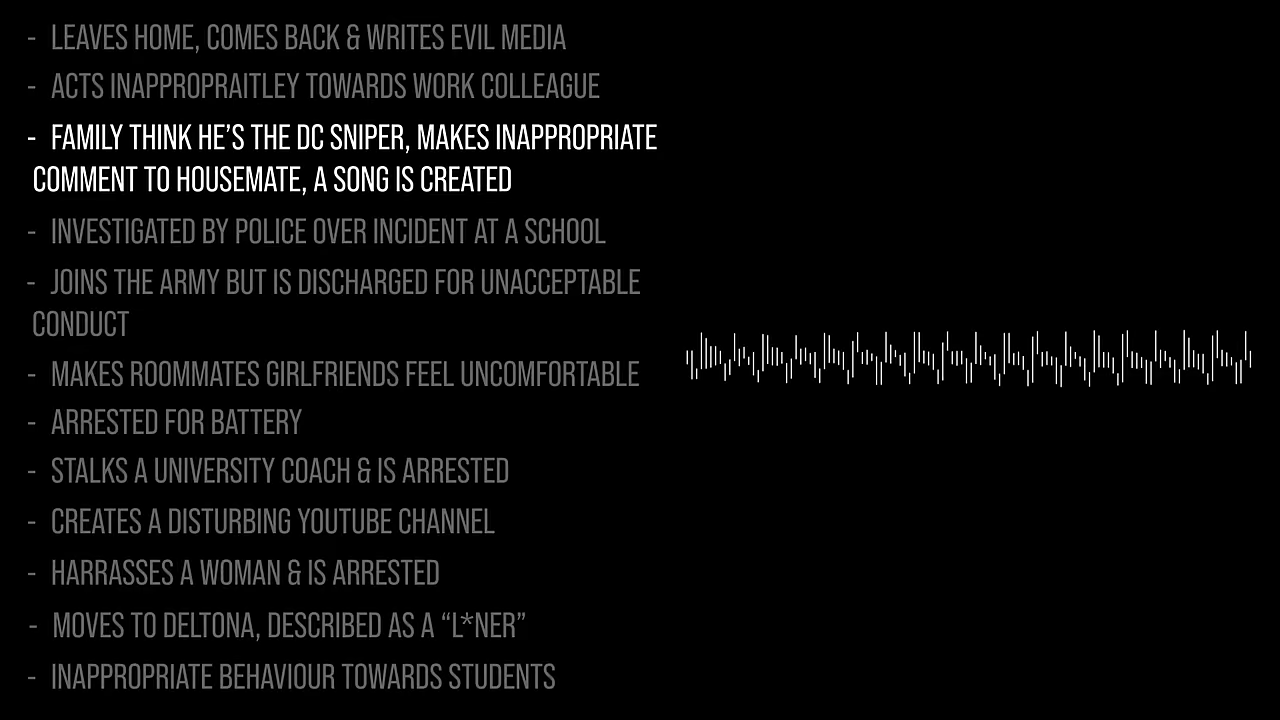 - LEAVES HOME, COMES BACK & WRITES EVIL MEDIA
- ACTS INAPPROPRAITLEY TOWARDS WORK COLLEAGUE
- FAMILY THINK HE'S THE DC SNIPER, MAKES INAPPROPRIATE
COMMENT TO HOUSEMATE, A SONG IS CREATED
- INVESTIGATED BY POLICE OVER INCIDENT AT A SCHOOL
- JOINS THE ARMY BUT IS DISCHARGED FOR UNACCEPTABLE
CONDUCT
- MAKES ROOMMATES GIRLFRIENDS FEEL UNCOMFORTABLE
- ARRESTED FOR BATTERY
- STALKS A UNIVERSITY COACH & IS ARRESTED
- CREATES A DISTURBING YOUTUBE CHANNEL
- HARRASSES A WOMAN & IS ARRESTED
- MOVES TO DELTONA, DESCRIBED AS A “L*NER”
- INAPPROPRIATE BEHAVIOUR TOWARDS STUDENTS